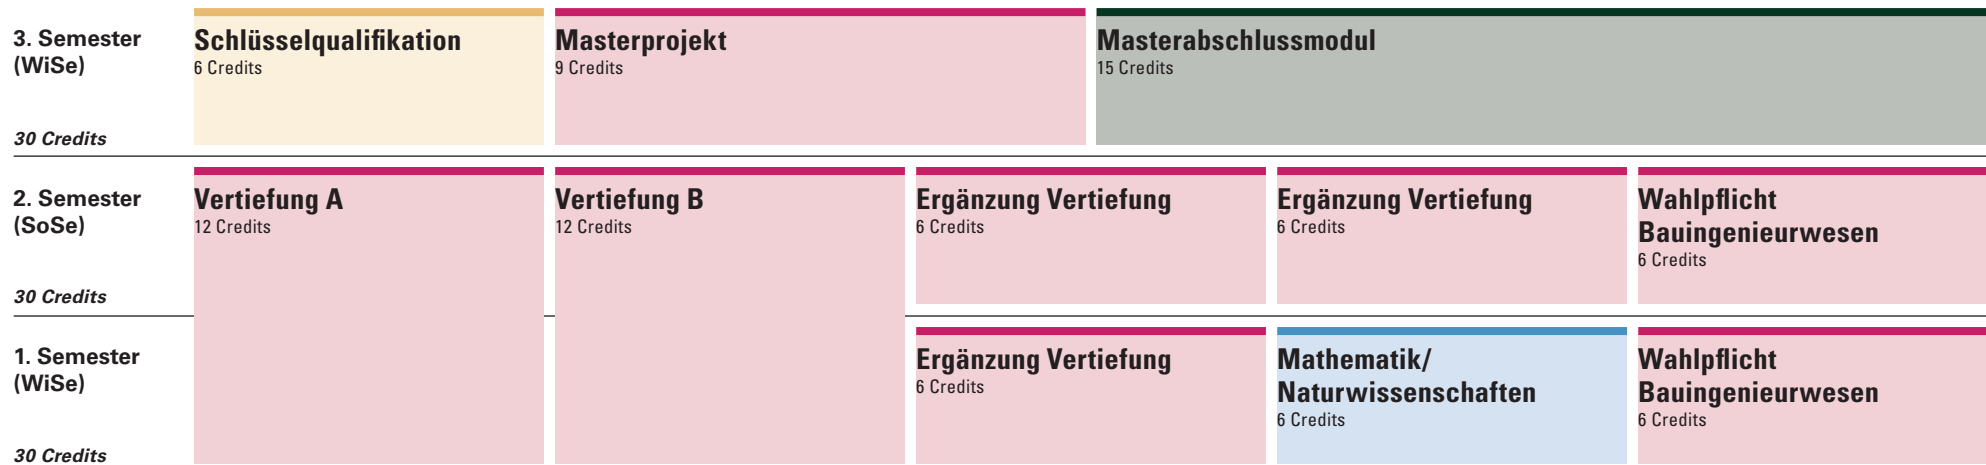 3. Semester
(WiSe)
30 Credits
Schlüsselqualifikation
6 Credits
Masterprojekt
9 Credits
Masterabschlussmodul
15 Credits
2. Semester
(SoSe)
30 Credits
Vertiefung A
12 Credits
Vertiefung B
12 Credits
Ergänzung Vertiefung
6 Credits
Ergänzung Vertiefung
6 Credits
Wahlpflicht
Bauingenieurwesen
6 Credits
1. Semester
(WiSe)
30 Credits
Ergänzung Vertiefung
6 Credits
Mathematik/
Naturwissenschaften
6 Credits
Wahlpflicht
Bauingenieurwesen
6 Credits